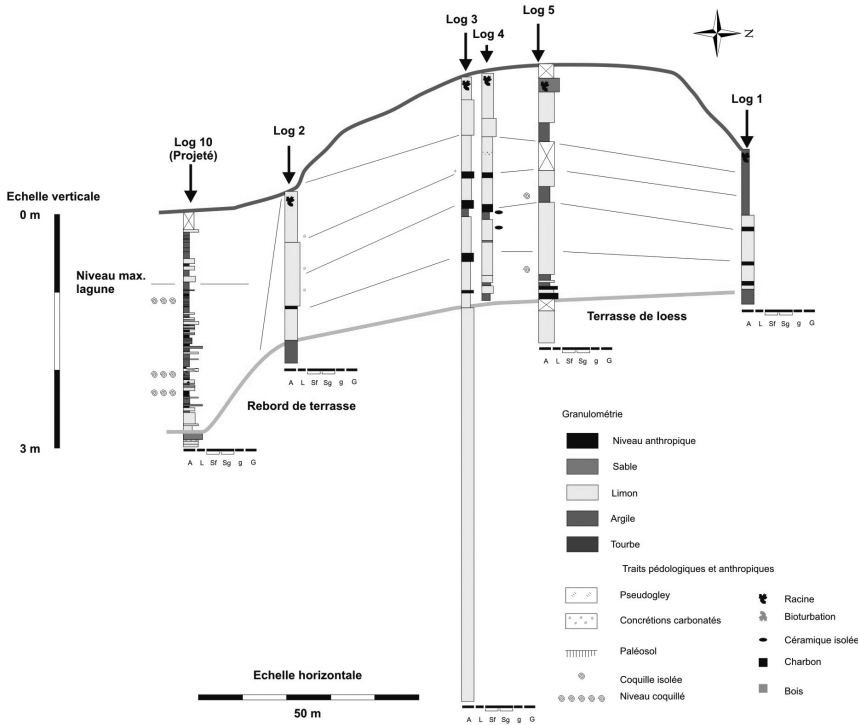 Log 3
Log 5
Log 4
N
Log 1
Log 10
(Projeté)
Log 2
Echelle verticale
0 m
Niveau max.
lagune
3 m
Terrasse de loess
Rebord de terrasse
A L Sf Sg g G
A L Sf Sg g G
A L Sf Sg g G
A L Sf Sg g G
A L Sf Sg g G
Granulométrie
Niveau anthropique
Sable
Limon
Argile
Tourbe
Traits pédologiques et anthropiques
Pseudogley
Concrétions carbonatés
Paléosol
Coquille isolée
Niveau coquillé
Racine
Bioturbation
Céramique isolée
Charbon
Bois
Echelle horizontale
50 m
A L Sf Sg g G